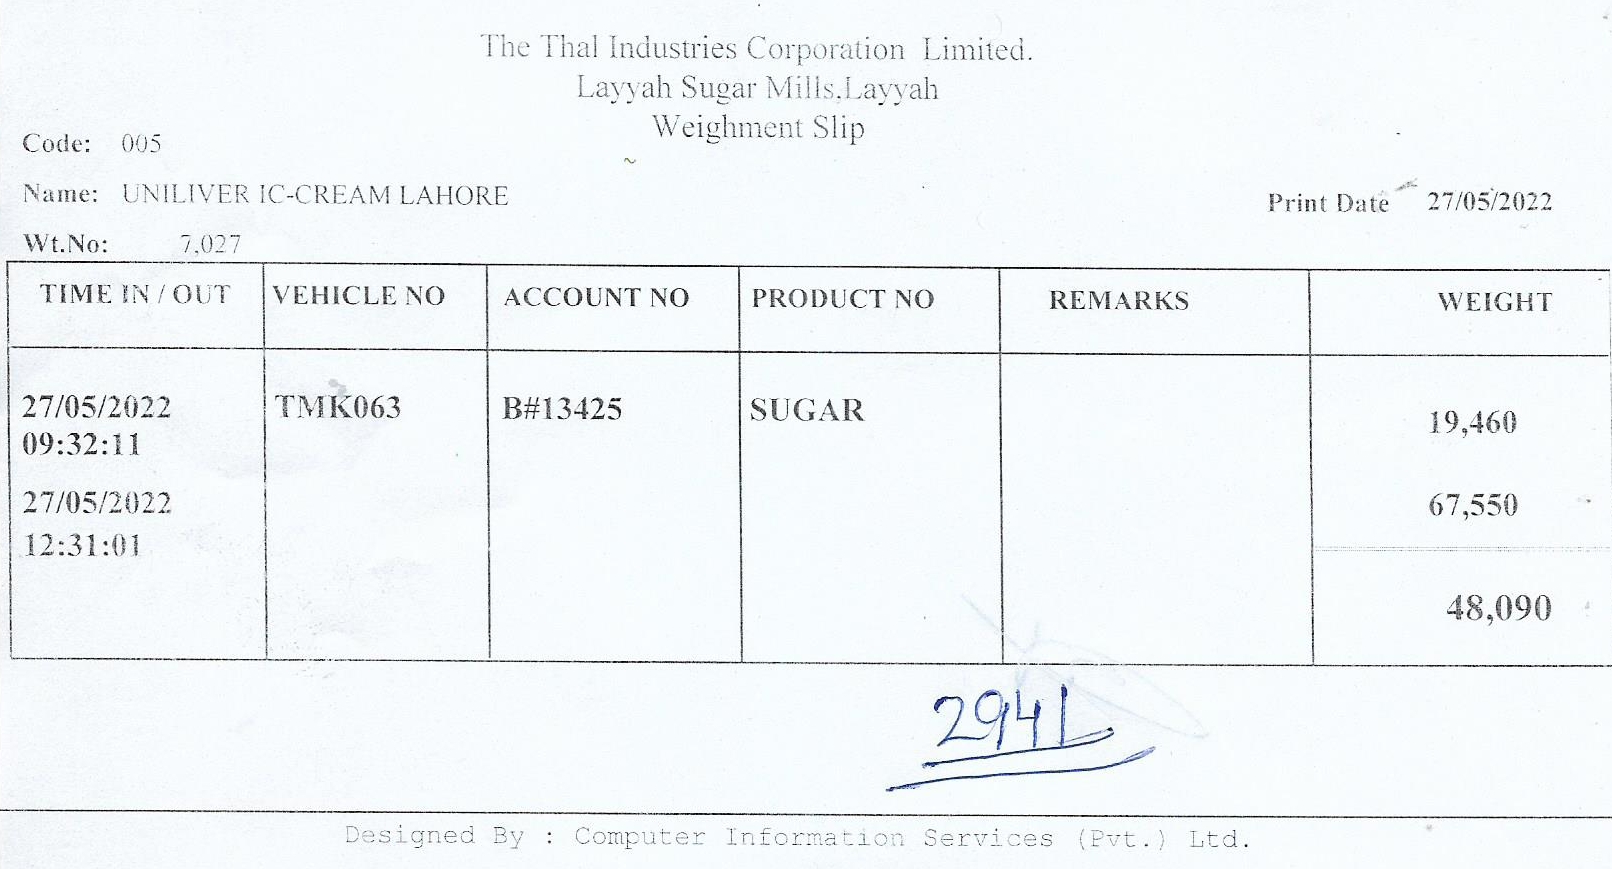 The Thal Industries Corporation Limited.
Layyah Sugar Mills,Layyah
Weighment Slip
Code: 005
Name: UNILIVER IC-CREAM LAHORE
Print Date 27/05/2022
Wt.No: 7,027
TIME IN / OUT VEHICLE NO ACCOUNT NO PRODUCT NO REMARKS WEIGHT
27/05/2022 TMK063 B#13425 SUGAR 19,460
09:32:11
27/05/2022 67,550
12:31:01
48,090
2941
Designed By : Computer Information Services (Pvt.) Ltd.